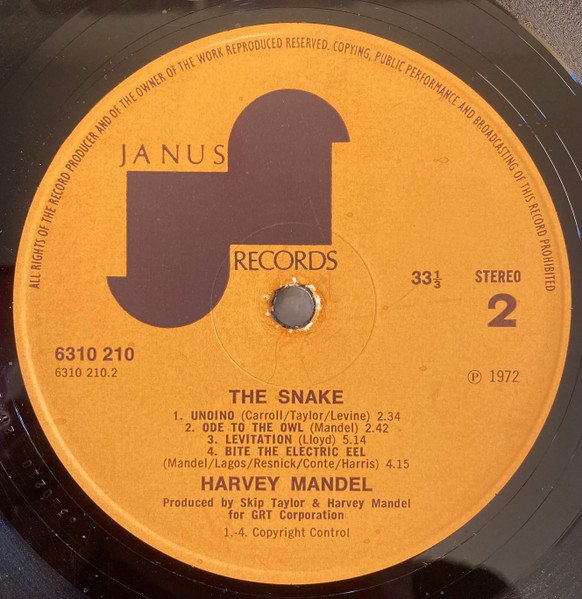 ALL RIGHTS OF THE RECORD PRODUCER AND OF THE OWNER OF THE WORK REPRODUCED RESERVED. COPYING, PUBLIC PERFORMANCE AND BROADCASTING OF THIS RECORD PROHIBITED
JANUS
RECORDS
33⅓ STEREO
2
6310 210
6310 210.2
℗ 1972
THE SNAKE
1. UNOINO (Carroll/Taylor/Levine) 2.34
2. ODE TO THE OWL (Mandel) 2.42
3. LEVITATION (Lloyd) 5.14
4. BITE THE ELECTRIC EEL
(Mandel/Lagos/Resnick/Conte/Harris) 4.15
HARVEY MANDEL
Produced by Skip Taylor & Harvey Mandel
for GRT Corporation
1.-4. Copyright Control